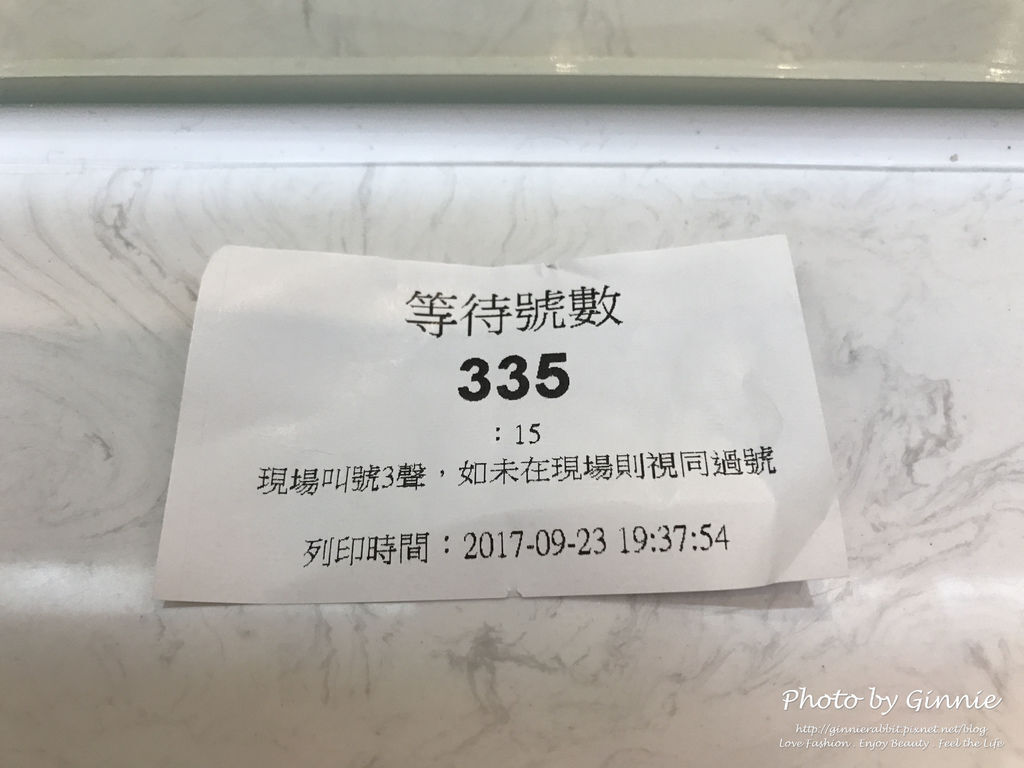 等待號數
335
：15
現場叫號3聲，如未在現場則視同過號
列印時間：2017-09-23 19:37:54
Photo by Ginnie
http://ginnierabbit.pixnet.net/blog
Love Fashion . Enjoy Beauty . Feel the Life